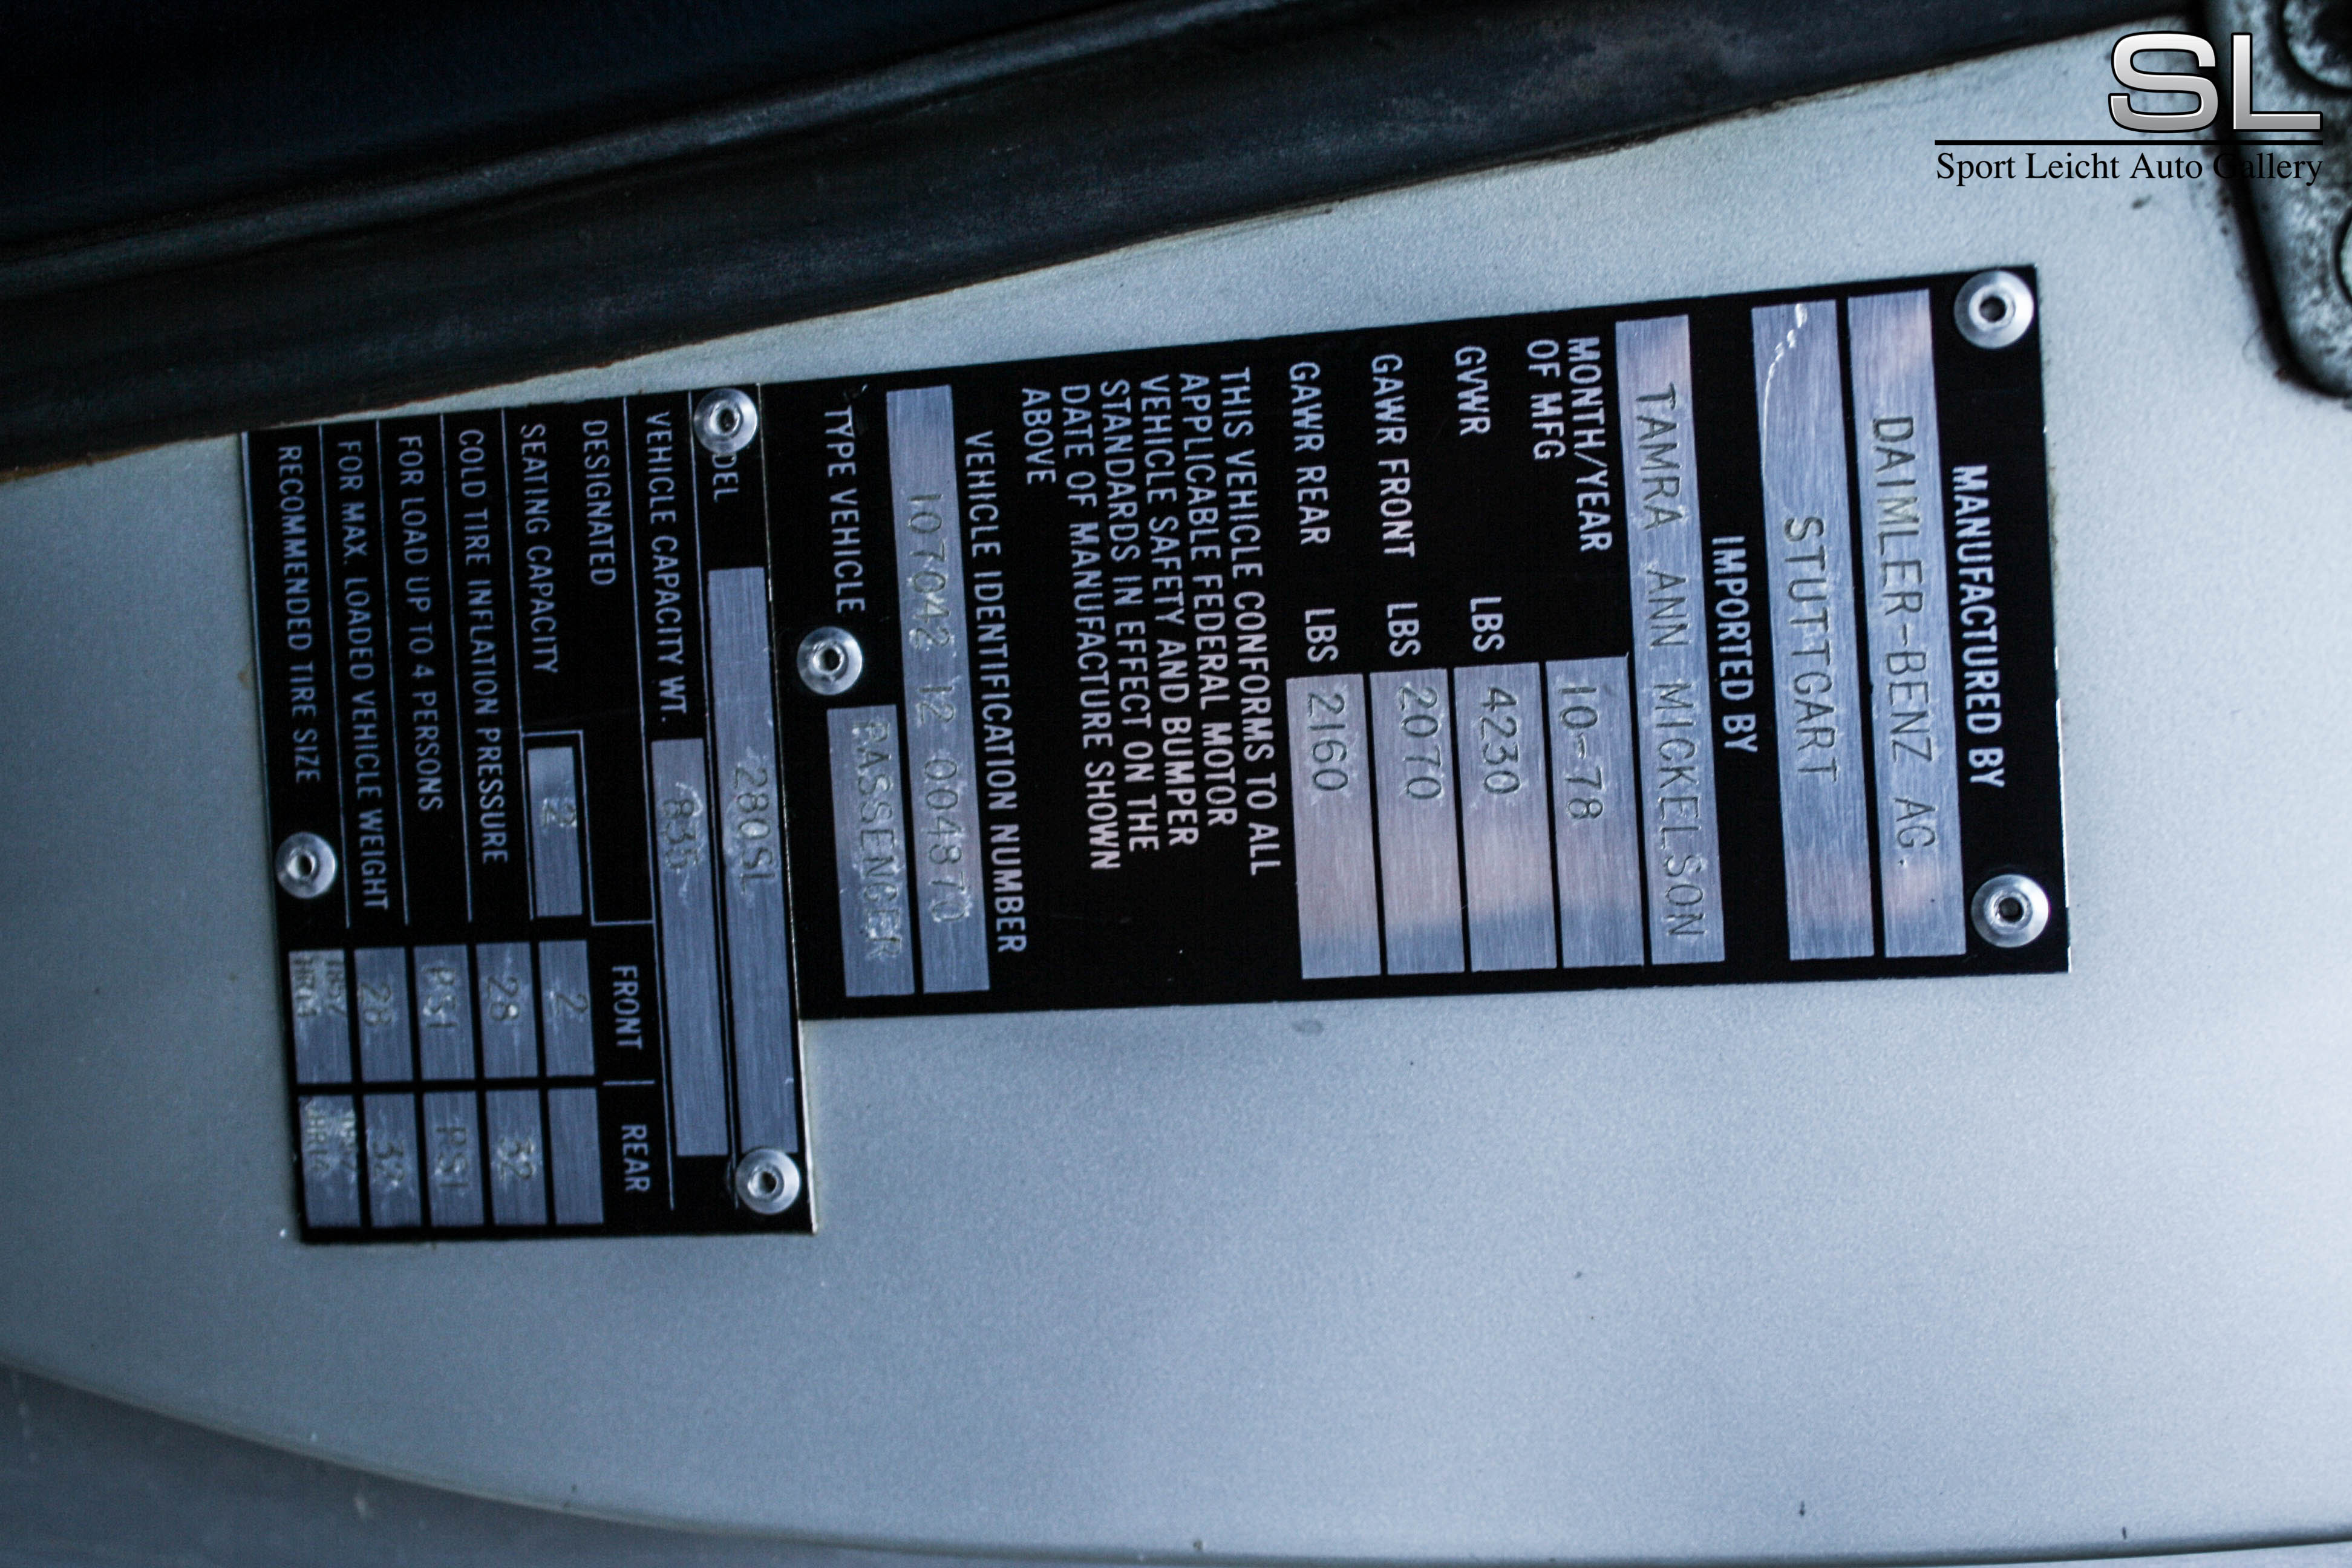 SL
Sport Leicht Auto Gallery
MANUFACTURED BY
DAIMLER-BENZ AG.
STUTTGART
IMPORTED BY
TAMRA ANN MICKELSON
MONTH/YEAR
OF MFG 10-78
GVWR LBS 4230
GAWR FRONT LBS 2070
GAWR REAR LBS 2160
THIS VEHICLE CONFORMS TO ALL
APPLICABLE FEDERAL MOTOR
VEHICLE SAFETY AND BUMPER
STANDARDS IN EFFECT ON THE
DATE OF MANUFACTURE SHOWN
ABOVE
VEHICLE IDENTIFICATION NUMBER
107042 12 004870
TYPE VEHICLE PASSENGER
280SL
VEHICLE CAPACITY WT. 835
FRONT REAR
DESIGNATED
SEATING CAPACITY 2 2
COLD TIRE INFLATION PRESSURE 28 32
FOR LOAD UP TO 4 PERSONS PSI PSI
FOR MAX. LOADED VEHICLE WEIGHT 28 32
RECOMMENDED TIRE SIZE